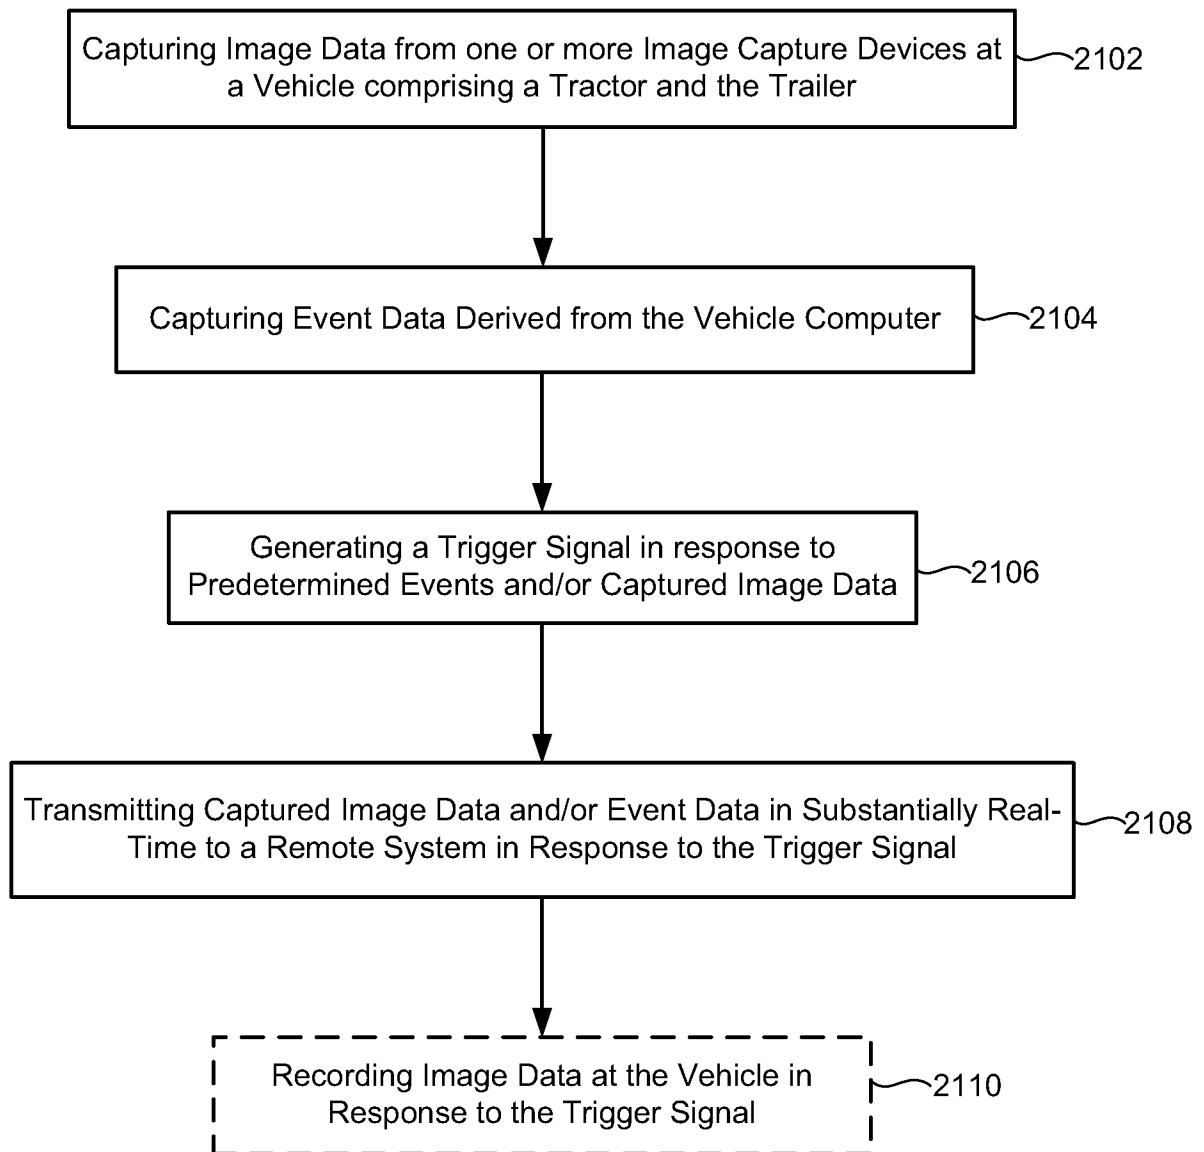 Capturing Image Data from one or more Image Capture Devices at
a Vehicle comprising a Tractor and the Trailer
2102
Capturing Event Data Derived from the Vehicle Computer
2104
Generating a Trigger Signal in response to
Predetermined Events and/or Captured Image Data
2106
Transmitting Captured Image Data and/or Event Data in Substantially Real-
Time to a Remote System in Response to the Trigger Signal
2108
Recording Image Data at the Vehicle in
Response to the Trigger Signal
2110